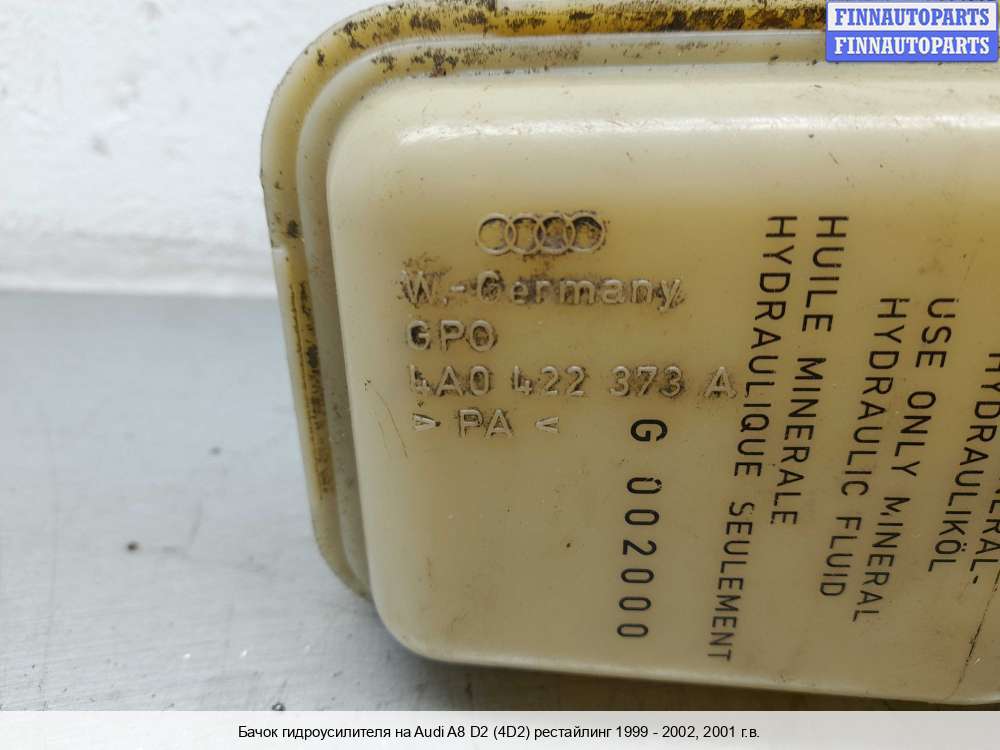 FINNAUTOPARTS
FINNAUTOPARTS
W.-Germany
GPO
4A0 422 373 A
> PA <
G 002000
HUILE MINERALE
HYDRAULIQUE SEULEMENT
USE ONLY MINERAL
HYDRAULIC FLUID
HYDRAULIKÖL
Бачок гидроусилителя на Audi A8 D2 (4D2) рестайлинг 1999 - 2002, 2001 г.в.